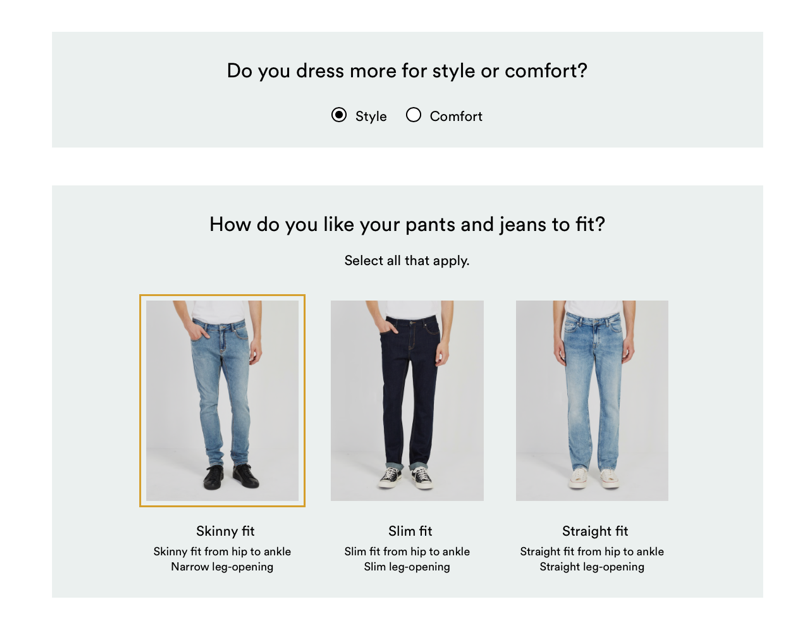 Do you dress more for style or comfort?
Style Comfort
How do you like your pants and jeans to fit?
Select all that apply.
Skinny fit
Skinny fit from hip to ankle
Narrow leg-opening
Slim fit
Slim fit from hip to ankle
Slim leg-opening
Straight fit
Straight fit from hip to ankle
Straight leg-opening